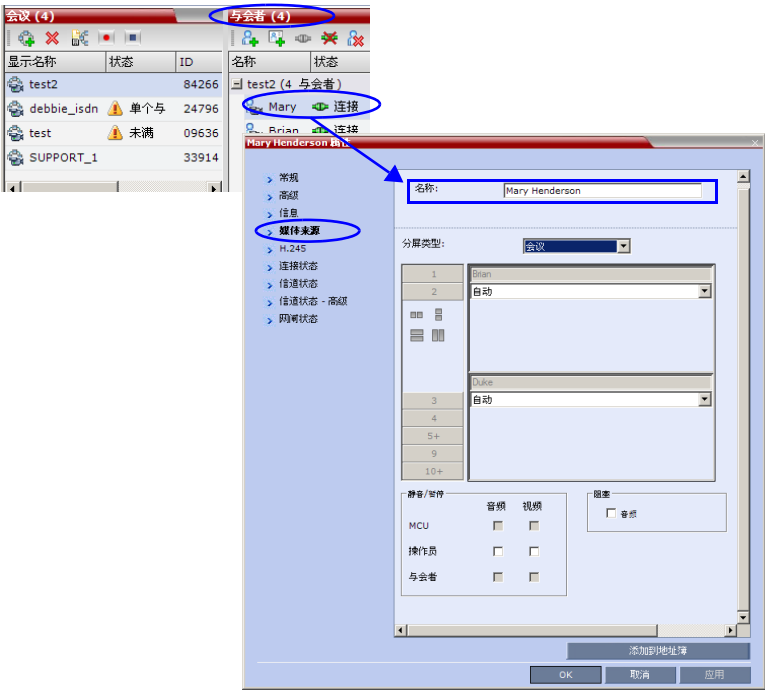 会议 (4)
显示名称 状态 ID
test2 84266
debbie_isdn 单个与 24796
test 未满 09636
SUPPORT_1 33914
与会者 (4)
名称 状态
test2 (4 与会者)
Mary 连接
Brian 连接
Mary Henderson
常规
高级
信息
媒体来源
H.245
连接状态
信道状态
信道状态 - 高级
网闸状态
名称: Mary Henderson
分屏类型: 会议
1
2
3
4
5+
9
10+
Brian
自动
Duke
自动
静音/暂停
音频 视频
MCU
操作员
与会者
阻塞
音频
添加到地址簿
OK 取消 应用